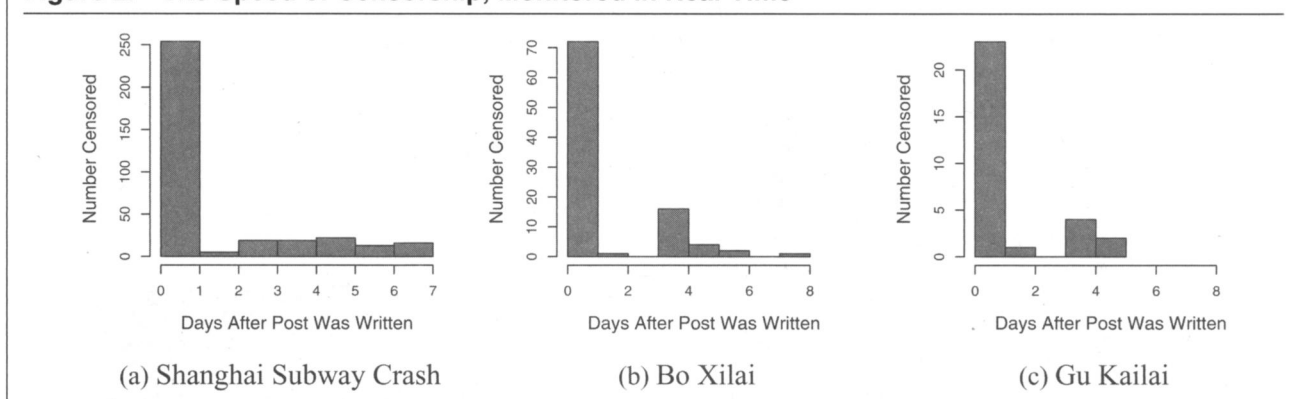 Figure The Speed of Censorship, Monitored in Real Time
Number Censored
250
200
150
100
50
0
0 1 2 3 4 5 6 7
Days After Post Was Written
(a) Shanghai Subway Crash
Number Censored
70
60
50
40
30
20
10
0
0 2 4 6 8
Days After Post Was Written
(b) Bo Xilai
Number Censored
20
15
10
5
0
0 2 4 6 8
Days After Post Was Written
(c) Gu Kailai